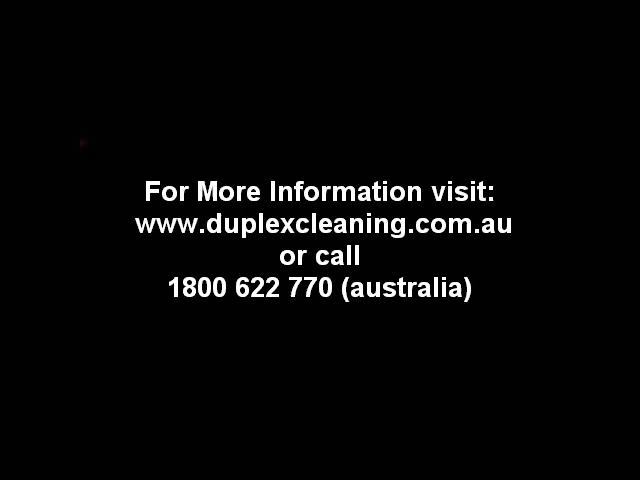 For More Information visit:
www.duplexcleaning.com.au
or call
1800 622 770 (australia)